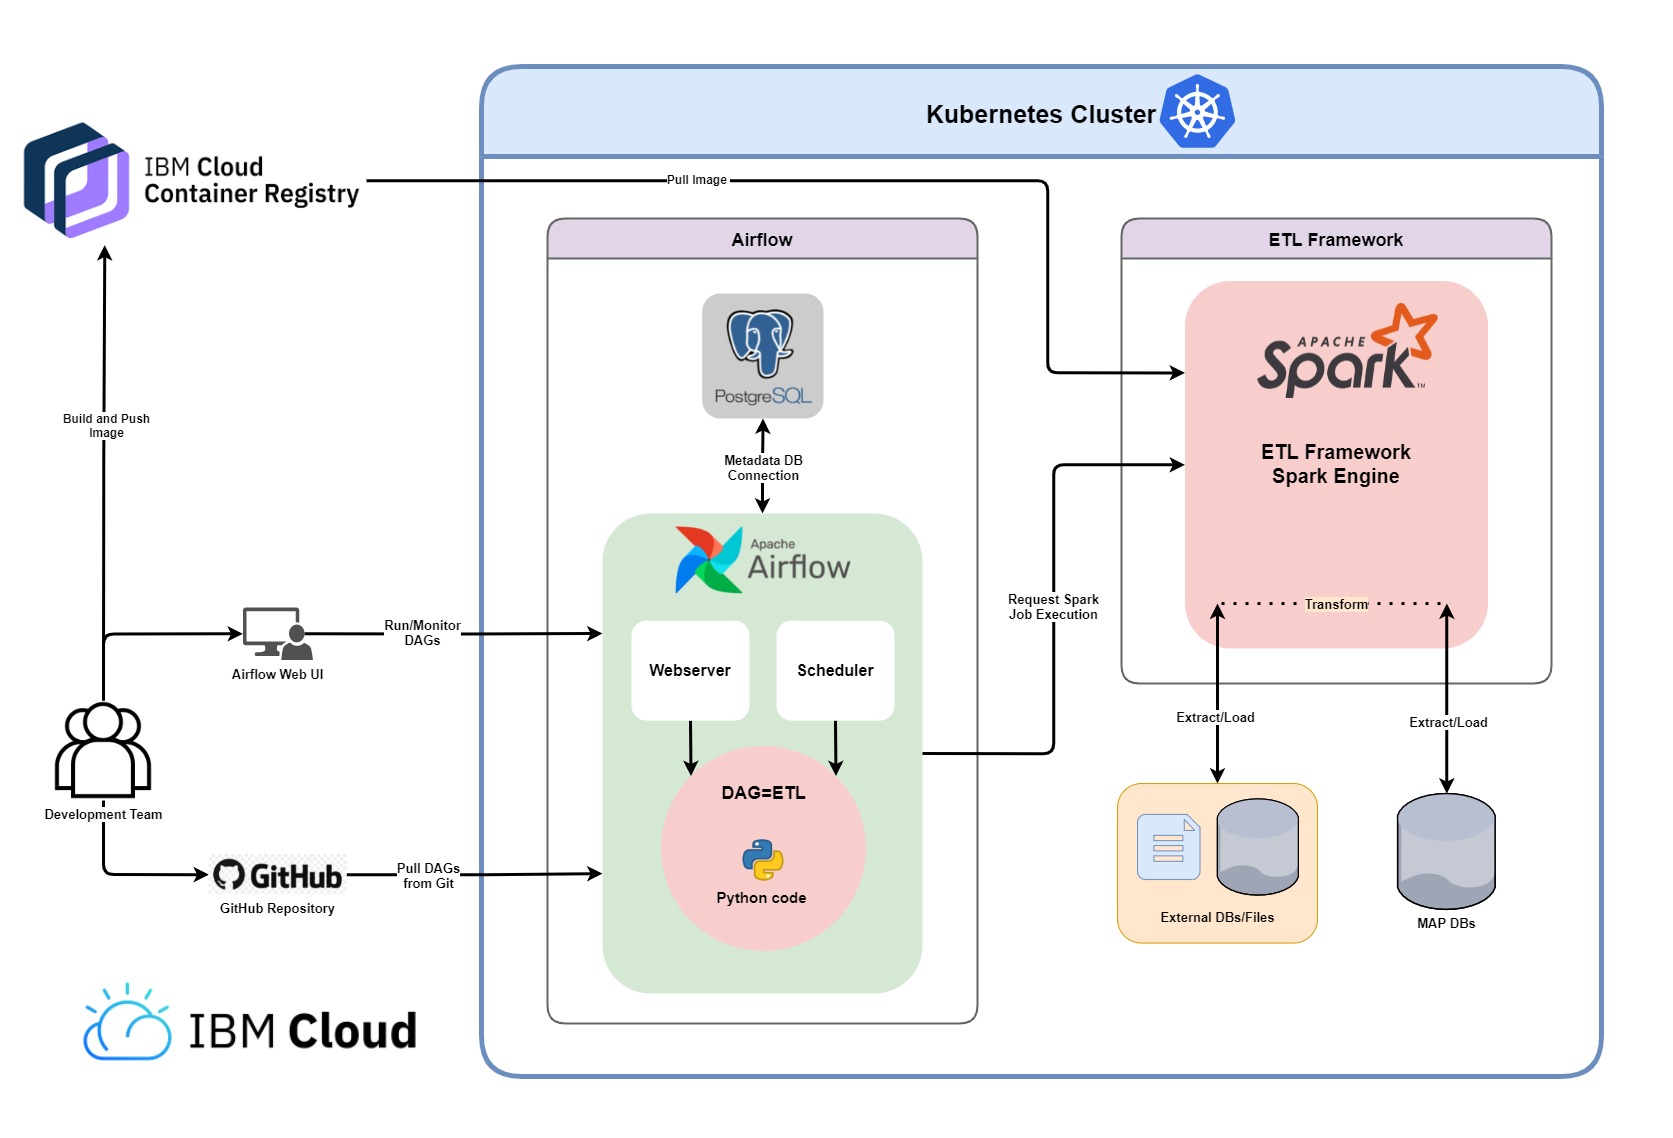 Kubernetes Cluster
IBM Cloud
Container Registry
Pull Image
Airflow
ETL Framework
PostgreSQL
APACHE
Spark™
Build and Push
Image
Metadata DB
Connection
ETL Framework
Spark Engine
Apache
Airflow
Request Spark
Job Execution
Transform
Run/Monitor
DAGs
Airflow Web UI
Webserver
Scheduler
Extract/Load
Extract/Load
DAG=ETL
Python code
Development Team
GitHub
GitHub Repository
Pull DAGs
from Git
External DBs/Files
MAP DBs
IBM Cloud